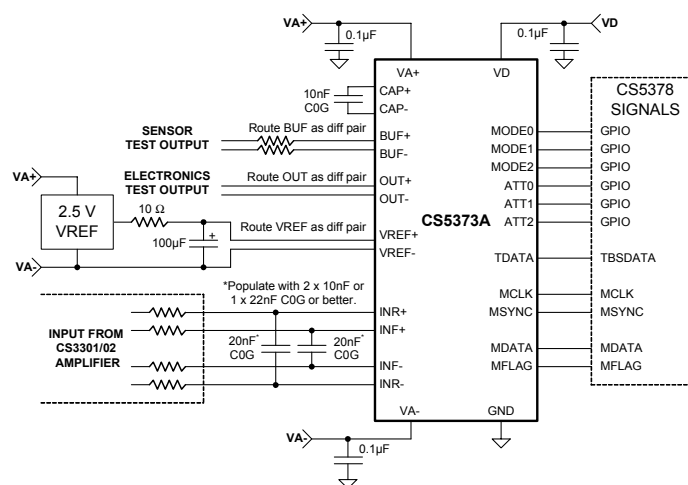 VA+
0.1µF
0.1µF
VD
VA+
VD
CS5378
SIGNALS
10nF
C0G
CAP+
CAP-
SENSOR
TEST OUTPUT
Route BUF as diff pair
BUF+
BUF-
MODE0
GPIO
MODE1
GPIO
MODE2
GPIO
ELECTRONICS
TEST OUTPUT
Route OUT as diff pair
OUT+
OUT-
ATT0
GPIO
ATT1
GPIO
ATT2
GPIO
CS5373A
VA+
2.5 V
VREF
10 Ω
100µF
+
Route VREF as diff pair
VREF+
VREF-
VA-
TDATA
TBSDATA
*Populate with 2 x 10nF or
1 x 22nF C0G or better.
MCLK
MCLK
MSYNC
MSYNC
INPUT FROM
CS3301/02
AMPLIFIER
INR+
INF+
20nF*
C0G
20nF*
C0G
INF-
INR-
MDATA
MDATA
MFLAG
MFLAG
VA-
GND
VA-
0.1µF